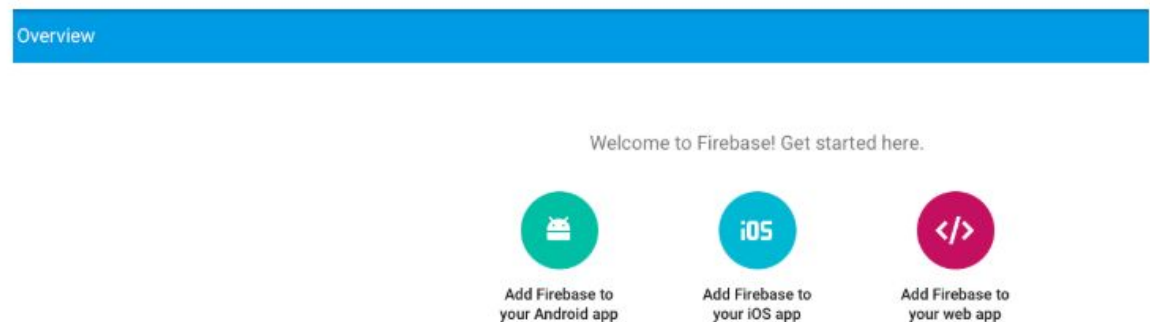 Overview
Welcome to Firebase! Get started here.
iOS
</>
Add Firebase to
your Android app
Add Firebase to
your iOS app
Add Firebase to
your web app